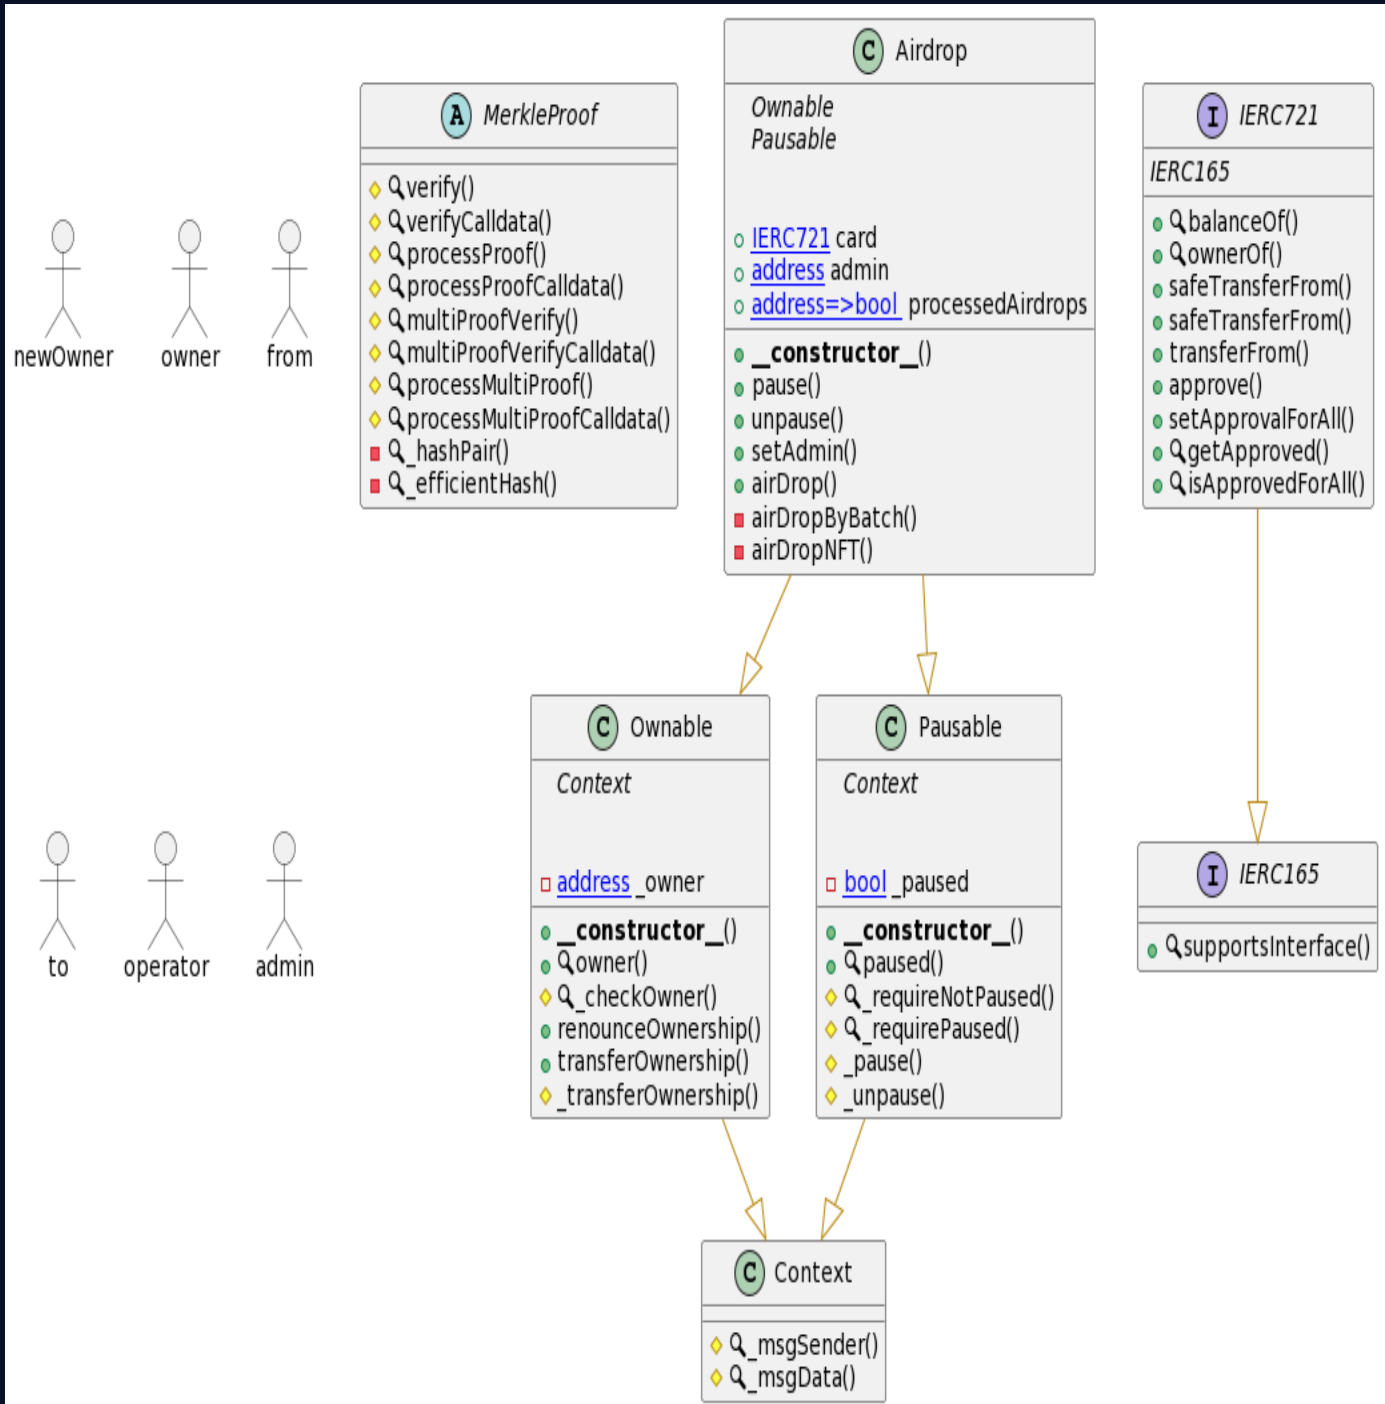 newOwner
owner
from
A MerkleProof
verify()
verifyCalldata()
processProof()
processProofCalldata()
multiProofVerify()
multiProofVerifyCalldata()
processMultiProof()
processMultiProofCalldata()
_hashPair()
_efficientHash()
C Airdrop
Ownable
Pausable
IERC721 card
address admin
address=>bool processedAirdrops
__constructor__()
pause()
unpause()
setAdmin()
airDrop()
airDropByBatch()
airDropNFT()
I IERC721
IERC165
balanceOf()
ownerOf()
safeTransferFrom()
safeTransferFrom()
transferFrom()
approve()
setApprovalForAll()
getApproved()
isApprovedForAll()
to
operator
admin
C Ownable
Context
address _owner
__constructor__()
owner()
_checkOwner()
renounceOwnership()
transferOwnership()
_transferOwnership()
C Pausable
Context
bool _paused
__constructor__()
paused()
_requireNotPaused()
_requirePaused()
_pause()
_unpause()
I IERC165
supportsInterface()
C Context
_msgSender()
_msgData()